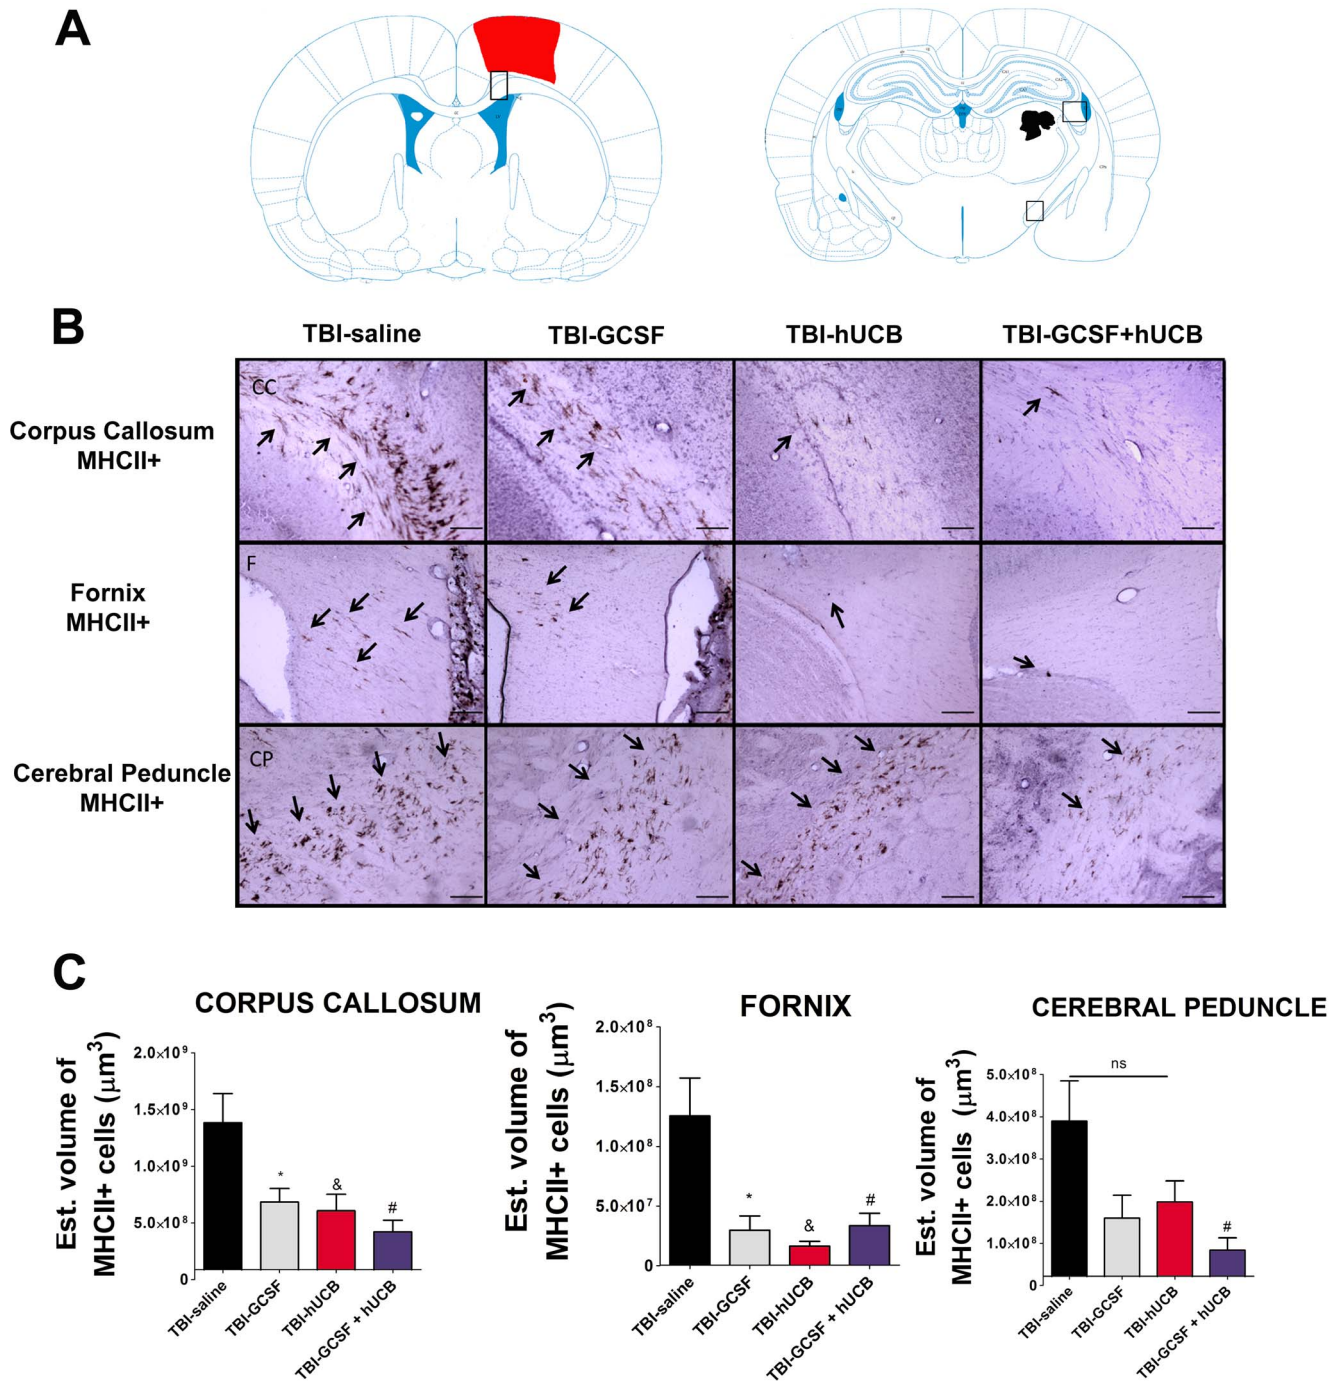 A
B
TBI-saline TBI-GCSF TBI-hUCB TBI-GCSF+hUCB
CC
Corpus Callosum
MHCII+
F
Fornix
MHCII+
CP
Cerebral Peduncle
MHCII+
C
CORPUS CALLOSUM
Est. volume of
MHCII+ cells (μm³)
2.0×10⁹
1.5×10⁹
1.0×10⁹
5.0×10⁸
0
* & #
TBI-saline
TBI-GCSF
TBI-hUCB
TBI-GCSF + hUCB
FORNIX
Est. volume of
MHCII+ cells (μm³)
2.0×10⁸
1.5×10⁸
1.0×10⁸
5.0×10⁷
0
* & #
TBI-saline
TBI-GCSF
TBI-hUCB
TBI-GCSF + hUCB
CEREBRAL PEDUNCLE
Est. volume of
MHCII+ cells (μm³)
5.0×10⁸
4.0×10⁸
3.0×10⁸
2.0×10⁸
1.0×10⁸
0
ns
#
TBI-saline
TBI-GCSF
TBI-hUCB
TBI-GCSF + hUCB